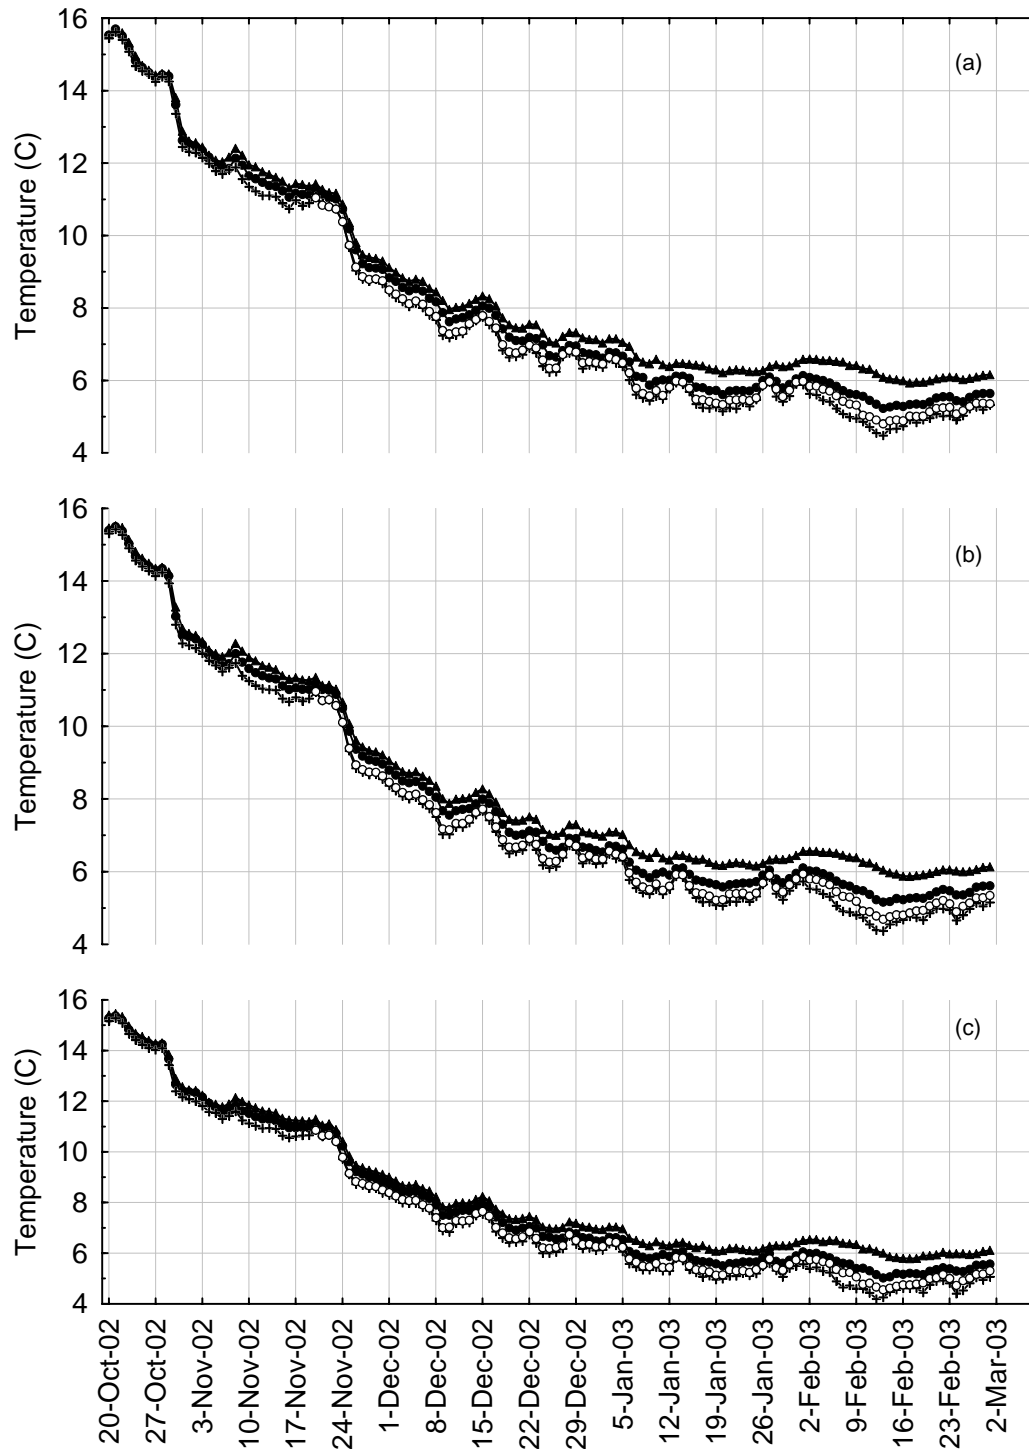 16
14
12
10
8
6
4
Temperature (C)
(a)
16
14
12
10
8
6
4
Temperature (C)
(b)
16
14
12
10
8
6
4
Temperature (C)
(c)
20-Oct-02
27-Oct-02
3-Nov-02
10-Nov-02
17-Nov-02
24-Nov-02
1-Dec-02
8-Dec-02
15-Dec-02
22-Dec-02
29-Dec-02
5-Jan-03
12-Jan-03
19-Jan-03
26-Jan-03
2-Feb-03
9-Feb-03
16-Feb-03
23-Feb-03
2-Mar-03